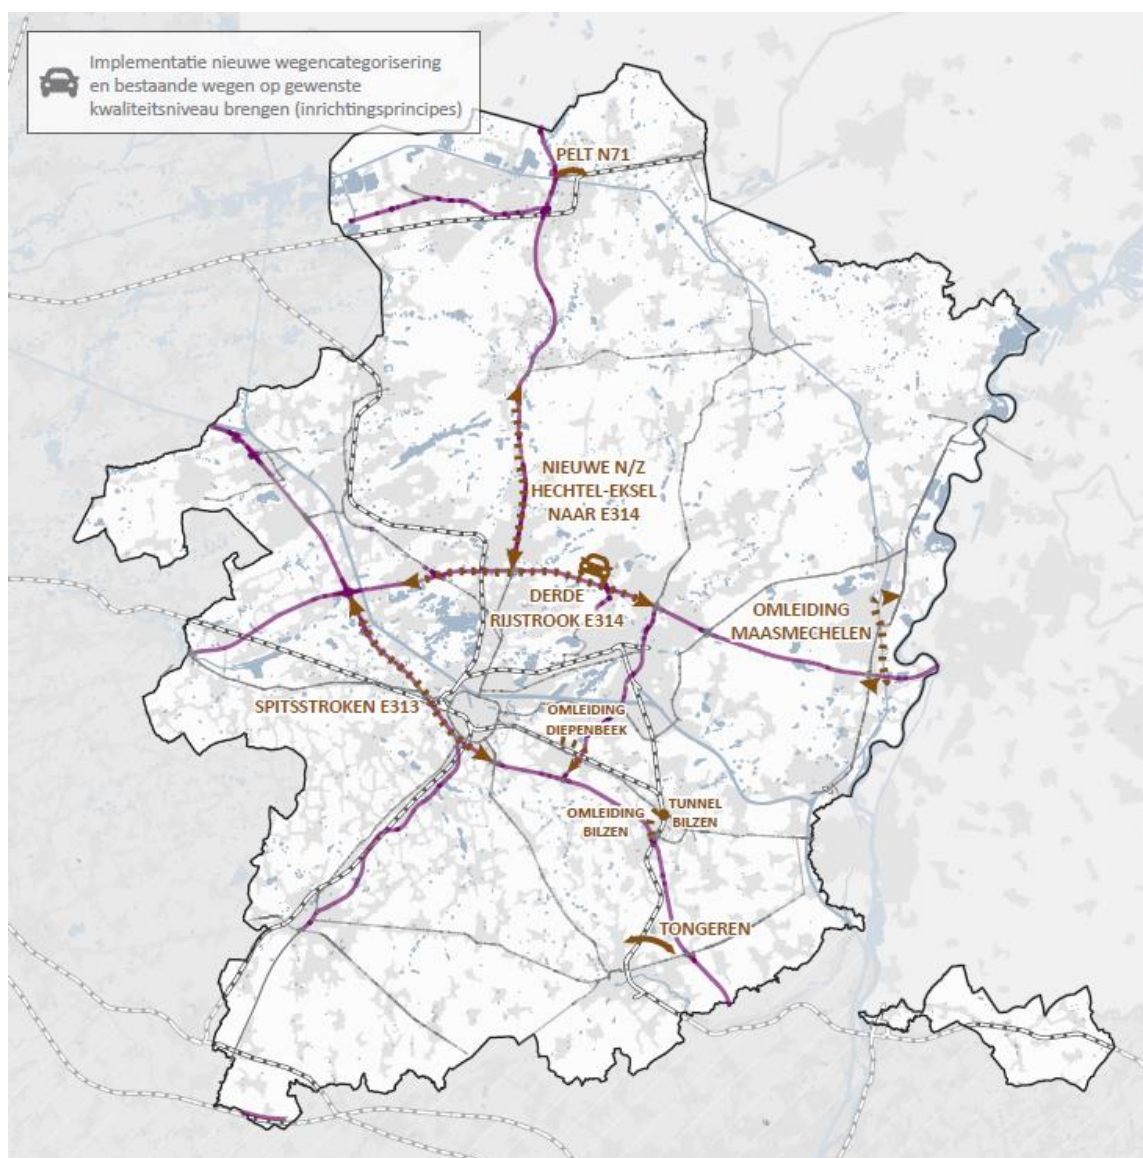 Implementatie nieuwe wegencategorisering
en bestaande wegen op gewenste
kwaliteitsniveau brengen (inrichtingsprincipes)
PELT N71
NIEUWE N/Z
HECHTEL-EKSEL
NAAR E314
DERDE
RIJSTROOK E314
OMLEIDING
MAASMECHELEN
SPITSSTROKEN E313
OMLEIDING
DIEPENBEEK
OMLEIDING
BILZEN
TUNNEL
BILZEN
TONGEREN